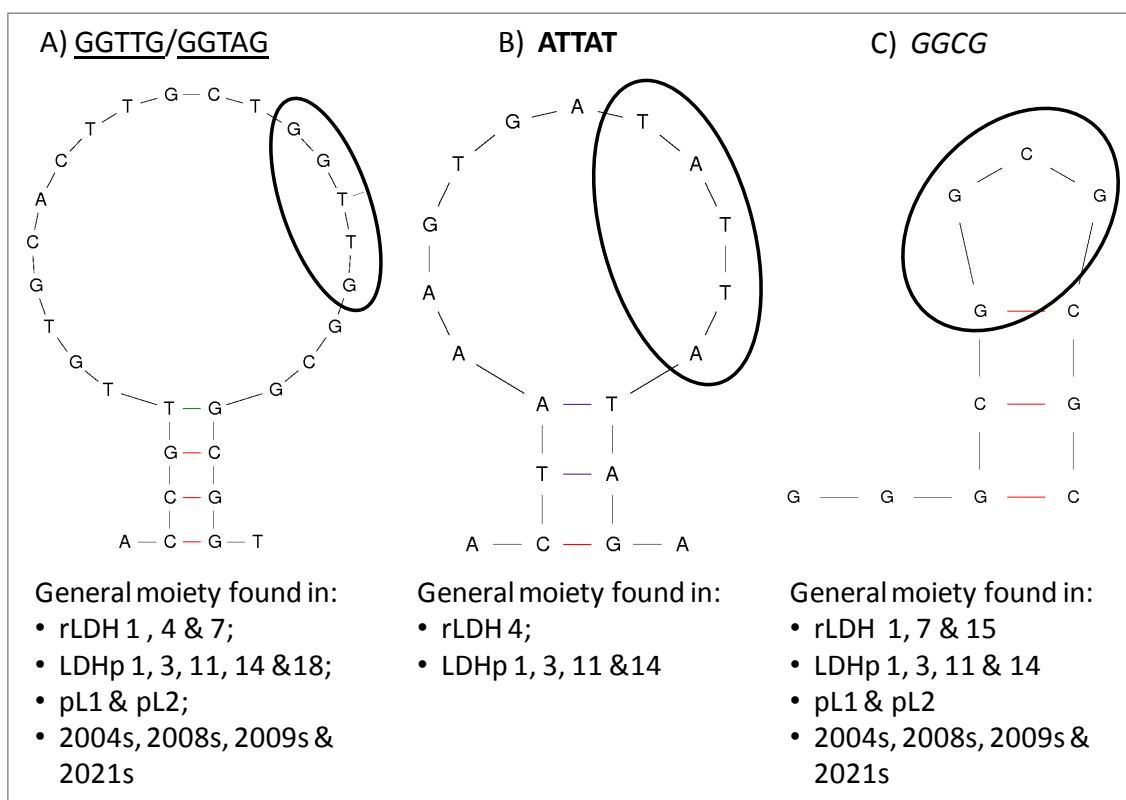 A) GGTTG/GGTAG
T G C T G
C G
A T
C T
G G
T G
G C
T G
T G
G C
C G
A C G T
General moiety found in:
• rLDH 1 , 4 & 7;
• LDHp 1, 3, 11, 14 &18;
• pL1 & pL2;
• 2004s, 2008s, 2009s &
2021s
B) ATTAT
G A T
T A
G T
A T
A A
A T
T A
A C G A
General moiety found in:
• rLDH 4;
• LDHp 1, 3, 11 &14
C) GGCG
C
G G
G C
C G
G G G C
General moiety found in:
• rLDH 1, 7 & 15
• LDHp 1, 3, 11 & 14
• pL1 & pL2
• 2004s, 2008s, 2009s &
2021s